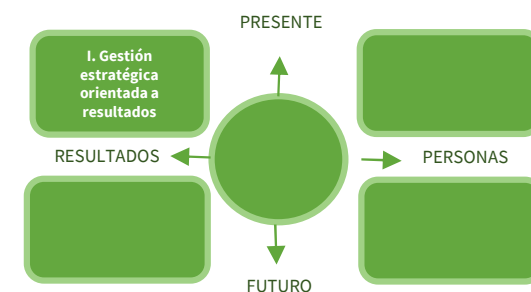 PRESENTE
I. Gestión
estratégica
orientada a
resultados
RESULTADOS
PERSONAS
FUTURO